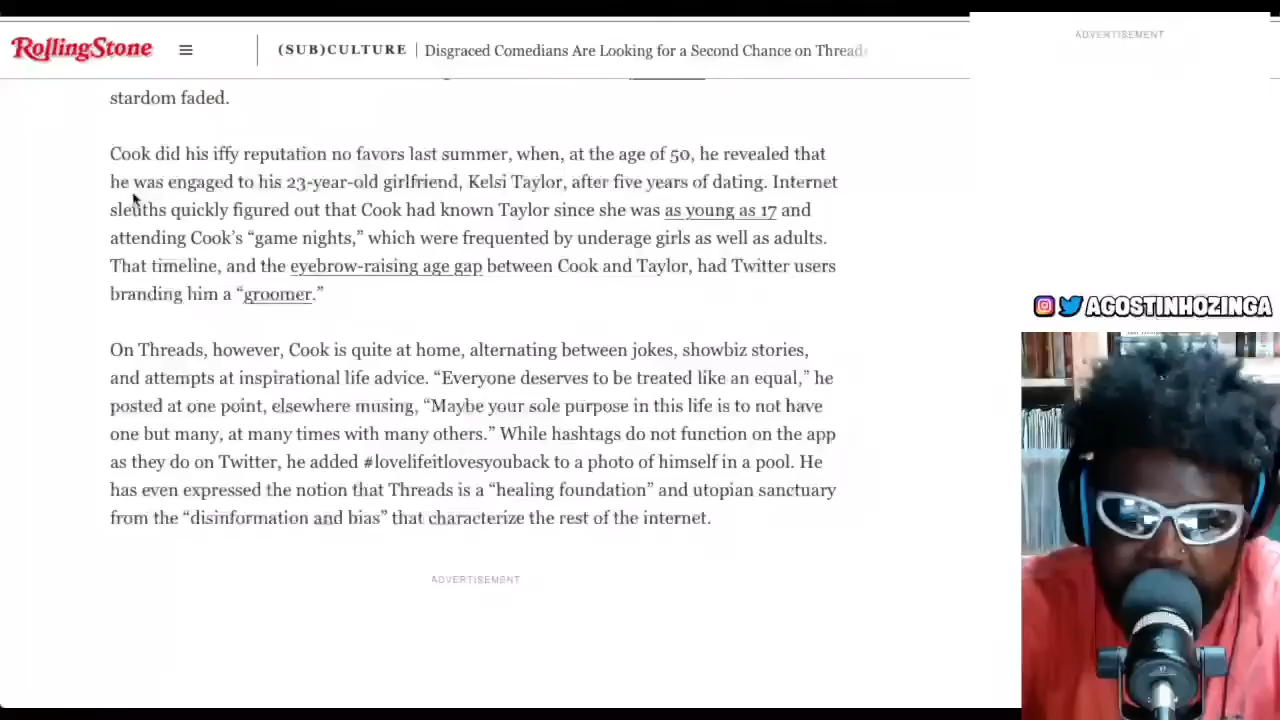 RollingStone
(SUB)CULTURE
Disgraced Comedians Are Looking for a Second Chance on Threads
ADVERTISEMENT
stardom faded.
Cook did his iffy reputation no favors last summer, when, at the age of 50, he revealed that
he was engaged to his 23-year-old girlfriend, Kelsi Taylor, after five years of dating. Internet
sleuths quickly figured out that Cook had known Taylor since she was as young as 17 and
attending Cook’s “game nights,” which were frequented by underage girls as well as adults.
That timeline, and the eyebrow-raising age gap between Cook and Taylor, had Twitter users
branding him a “groomer.”
On Threads, however, Cook is quite at home, alternating between jokes, showbiz stories,
and attempts at inspirational life advice. “Everyone deserves to be treated like an equal,” he
posted at one point, elsewhere musing, “Maybe your sole purpose in this life is to not have
one but many, at many times with many others.” While hashtags do not function on the app
as they do on Twitter, he added #lovelifeitlovesyouback to a photo of himself in a pool. He
has even expressed the notion that Threads is a “healing foundation” and utopian sanctuary
from the “disinformation and bias” that characterize the rest of the internet.
ADVERTISEMENT
AGOSTINHOZINGA